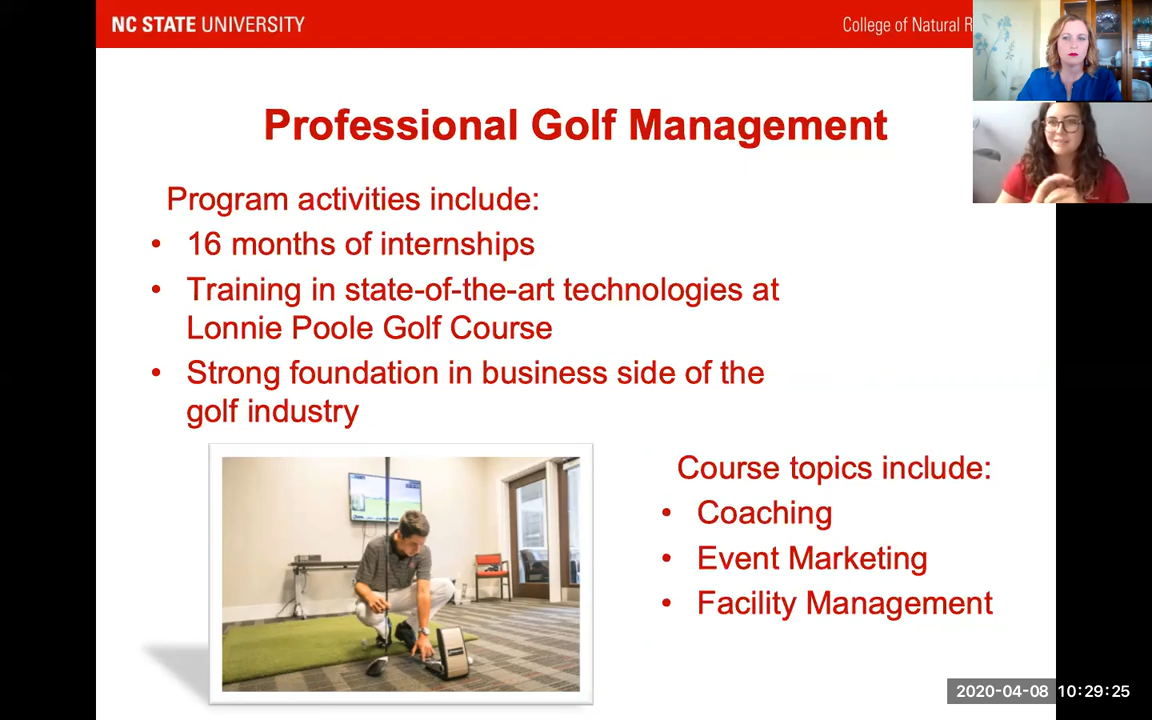 NC STATE UNIVERSITY
College of Natural R
Professional Golf Management
Program activities include:
• 16 months of internships
• Training in state-of-the-art technologies at
Lonnie Poole Golf Course
• Strong foundation in business side of the
golf industry
Course topics include:
• Coaching
• Event Marketing
• Facility Management
2020-04-08 10:29:25